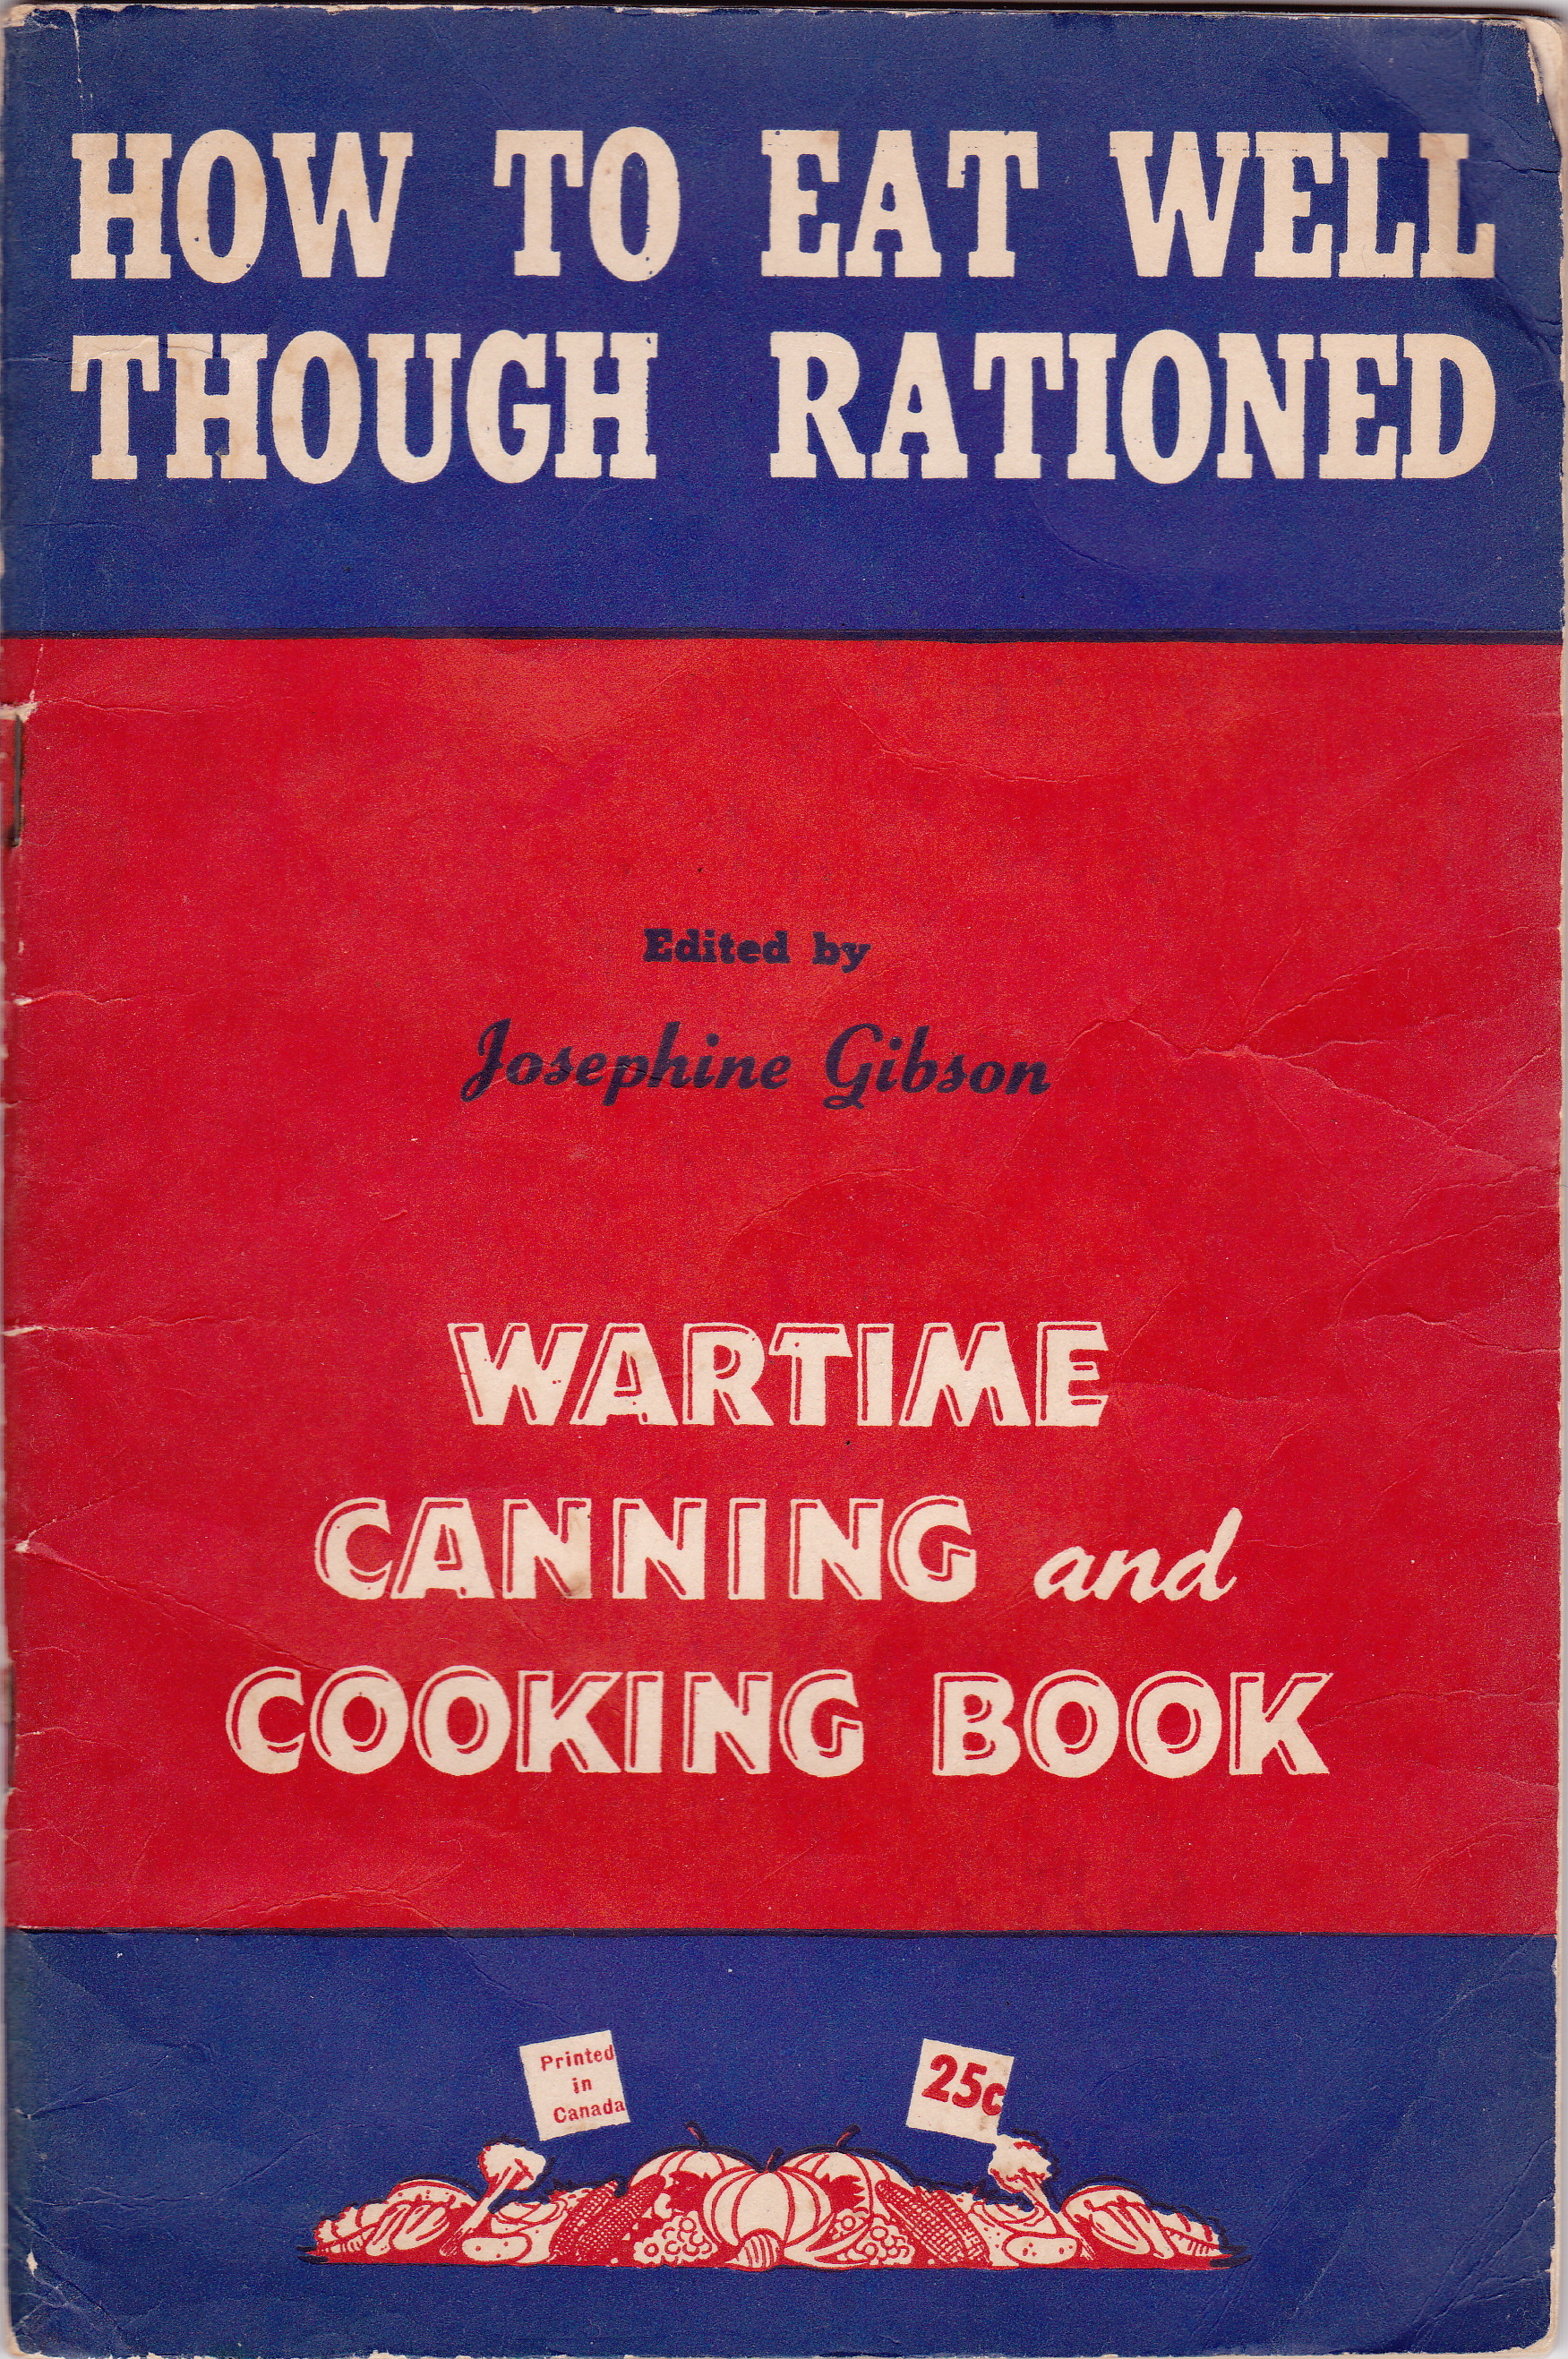 HOW TO EAT WELL
THOUGH RATIONED
Edited by
Josephine Gibson
WARTIME
CANNING and
COOKING BOOK
Printed
in
Canada
25c